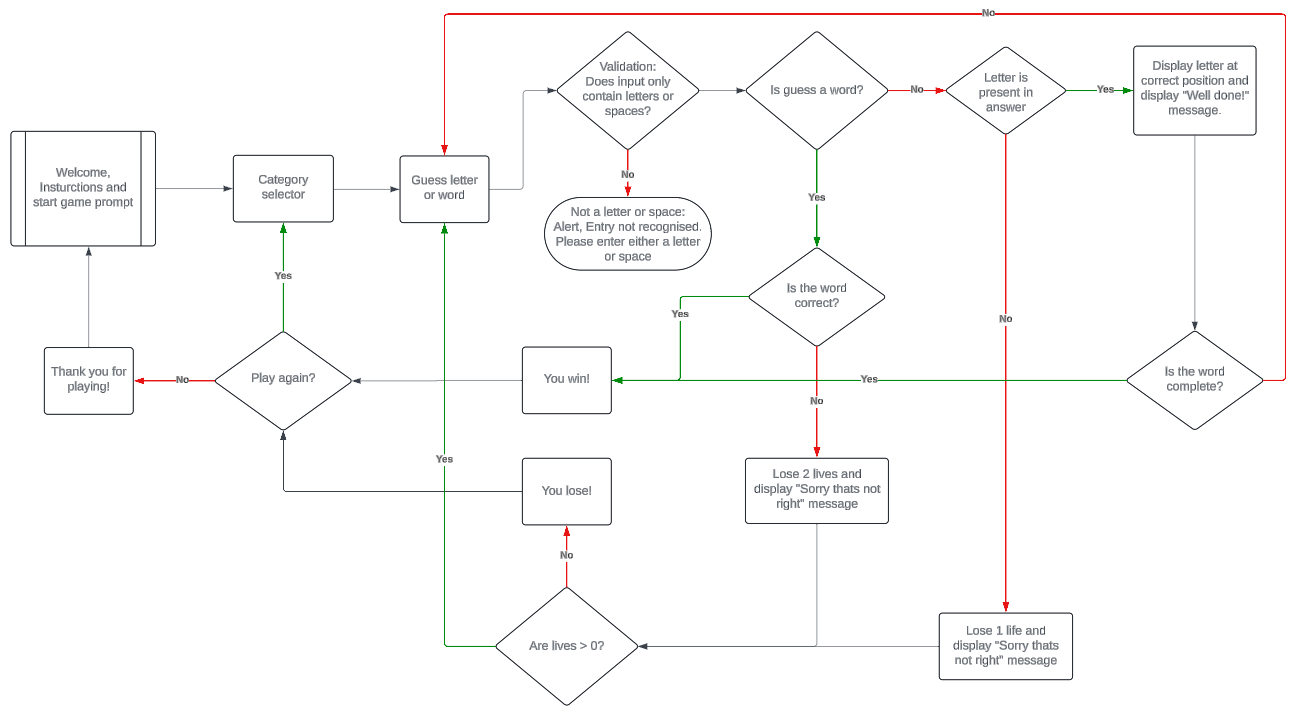 No
Validation:
Does input only
contain letters or
spaces?
Is guess a word?
No
Letter is
present in
answer
Yes
Display letter at
correct position and
display "Well done!"
message.
Welcome,
Insturctions and
start game prompt
Category
selector
Guess letter
or word
No
Not a letter or space:
Alert, Entry not recognised.
Please enter either a letter
or space
Yes
Yes
Is the word
correct?
Yes
No
Thank you for
playing!
No
Play again?
You win!
Yes
Is the word
complete?
No
Yes
You lose!
Lose 2 lives and
display "Sorry thats not
right" message
No
Are lives > 0?
Lose 1 life and
display "Sorry thats
not right" message